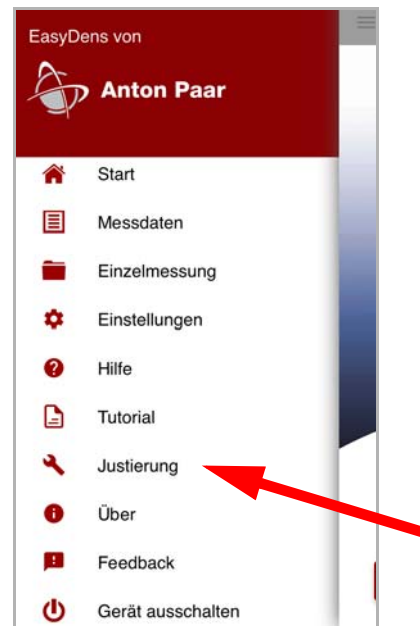 EasyDens von
Anton Paar
Start
Messdaten
Einzelmessung
Einstellungen
Hilfe
Tutorial
Justierung
Über
Feedback
Gerät ausschalten